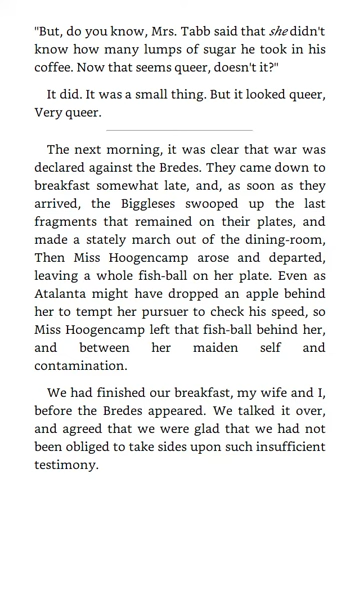 "But, do you know, Mrs. Tabb said that she didn't
know how many lumps of sugar he took in his
coffee. Now that seems queer, doesn't it?"
It did. It was a small thing. But it looked queer,
Very queer.
The next morning, it was clear that war was
declared against the Bredes. They came down to
breakfast somewhat late, and, as soon as they
arrived, the Biggleses swooped up the last
fragments that remained on their plates, and
made a stately march out of the dining-room,
Then Miss Hoogencamp arose and departed,
leaving a whole fish-ball on her plate. Even as
Atalanta might have dropped an apple behind
her to tempt her pursuer to check his speed, so
Miss Hoogencamp left that fish-ball behind her,
and between her maiden self and
contamination.
We had finished our breakfast, my wife and I,
before the Bredes appeared. We talked it over,
and agreed that we were glad that we had not
been obliged to take sides upon such insufficient
testimony.